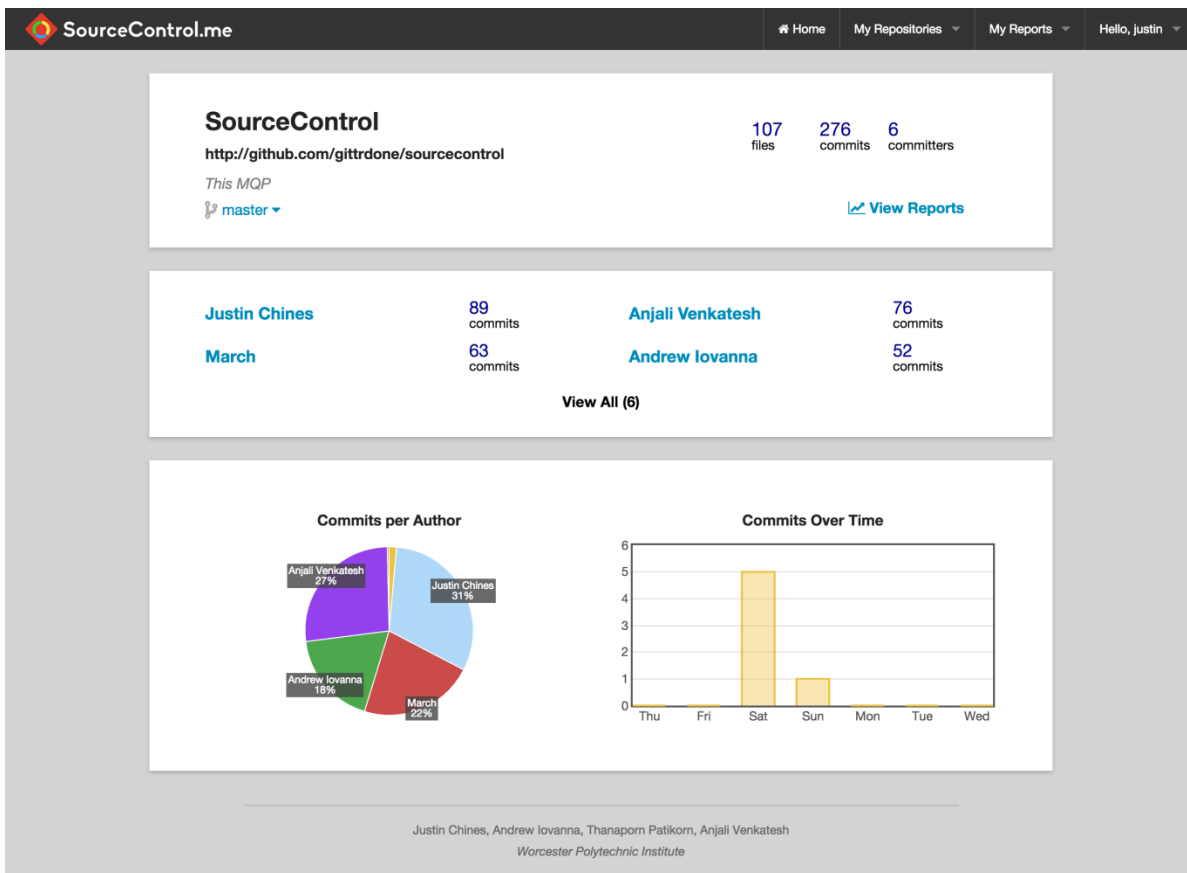 SourceControl.me
Home
My Repositories
My Reports
Hello, justin
SourceControl
http://github.com/gittrdone/sourcecontrol
This MQP
master
107
files
276
commits
6
committers
View Reports
Justin Chines
89
commits
Anjali Venkatesh
76
commits
March
63
commits
Andrew Iovanna
52
commits
View All (6)
Commits per Author
Anjali Venkatesh
27%
Justin Chines
31%
Andrew Iovanna
18%
March
22%
Commits Over Time
6
5
4
3
2
1
0
Thu Fri Sat Sun Mon Tue Wed
Justin Chines, Andrew Iovanna, Thanaporn Patikorn, Anjali Venkatesh
Worcester Polytechnic Institute